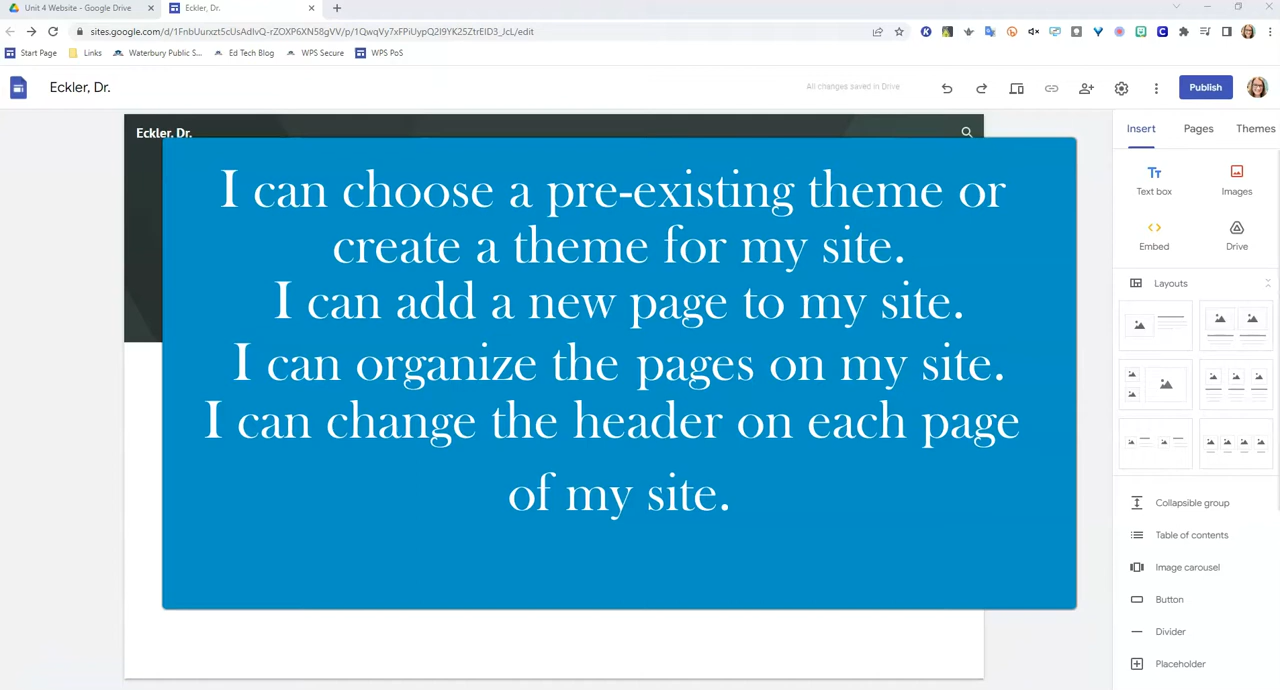 Unit 4 Website - Google Drive
Eckler, Dr.
sites.google.com/d/1FnbUurxzt5cUsAdIvQ-rZOXP6XN58gVV/p/1QwqVy7xFPiUypQ2I9YK25ZtrEID3_JcL/edit
Start Page
Links
Waterbury Public S...
Ed Tech Blog
WPS Secure
WPS PoS
Eckler, Dr.
All changes saved in Drive
Publish
Eckler, Dr.
I can choose a pre-existing theme or
create a theme for my site.
I can add a new page to my site.
I can organize the pages on my site.
I can change the header on each page
of my site.
Insert
Pages
Themes
Text box
Images
Embed
Drive
Layouts
Collapsible group
Table of contents
Image carousel
Button
Divider
Placeholder